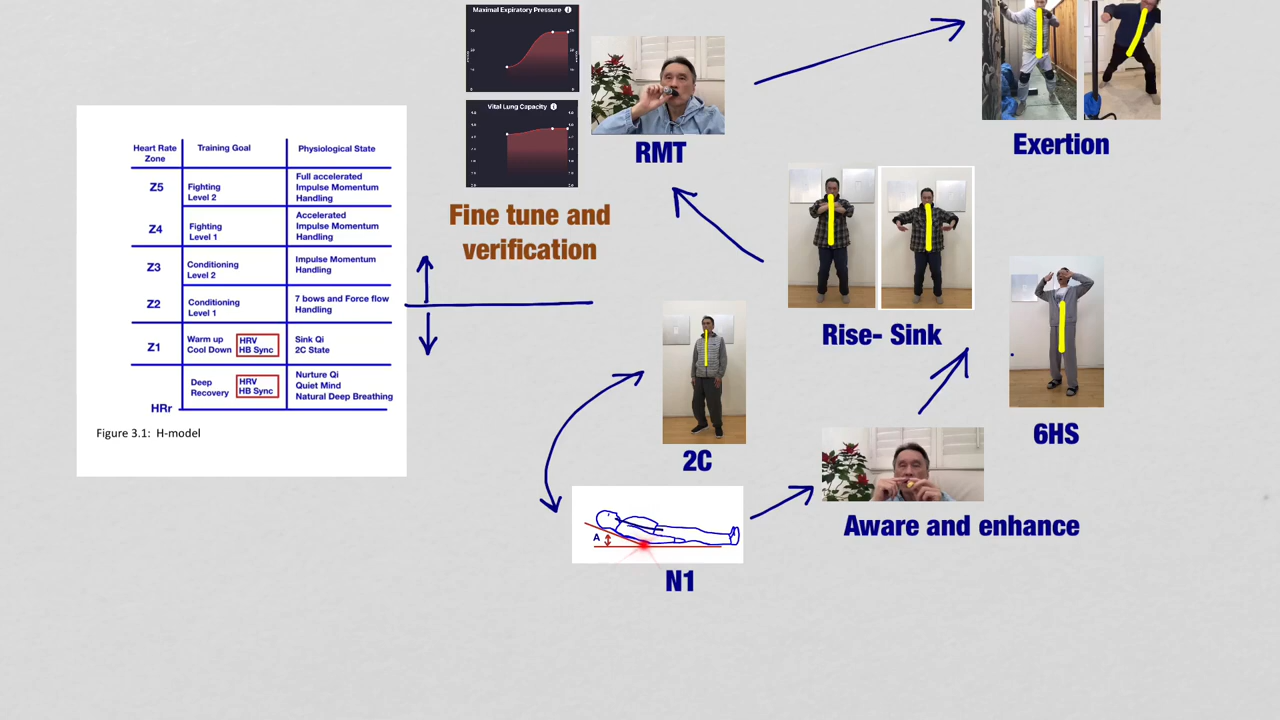 Heart Rate Zone
Training Goal
Physiological State
Z5
Fighting
Level 2
Full accelerated
Impulse Momentum
Handling
Z4
Fighting
Level 1
Accelerated
Impulse Momentum
Handling
Z3
Conditioning
Level 2
Impulse Momentum
Handling
Z2
Conditioning
Level 1
7 bows and Force flow
Handling
Z1
Warm up
Cool Down
HRV
HB Sync
Sink Qi
2C State
Deep
Recovery
HRV
HB Sync
Nurture Qi
Quiet Mind
Natural Deep Breathing
HRr
Figure 3.1: H-model
Maximal Expiratory Pressure
Vital Lung Capacity
RMT
Fine tune and
verification
Exertion
Rise- Sink
6HS
2C
Aware and enhance
A
N1